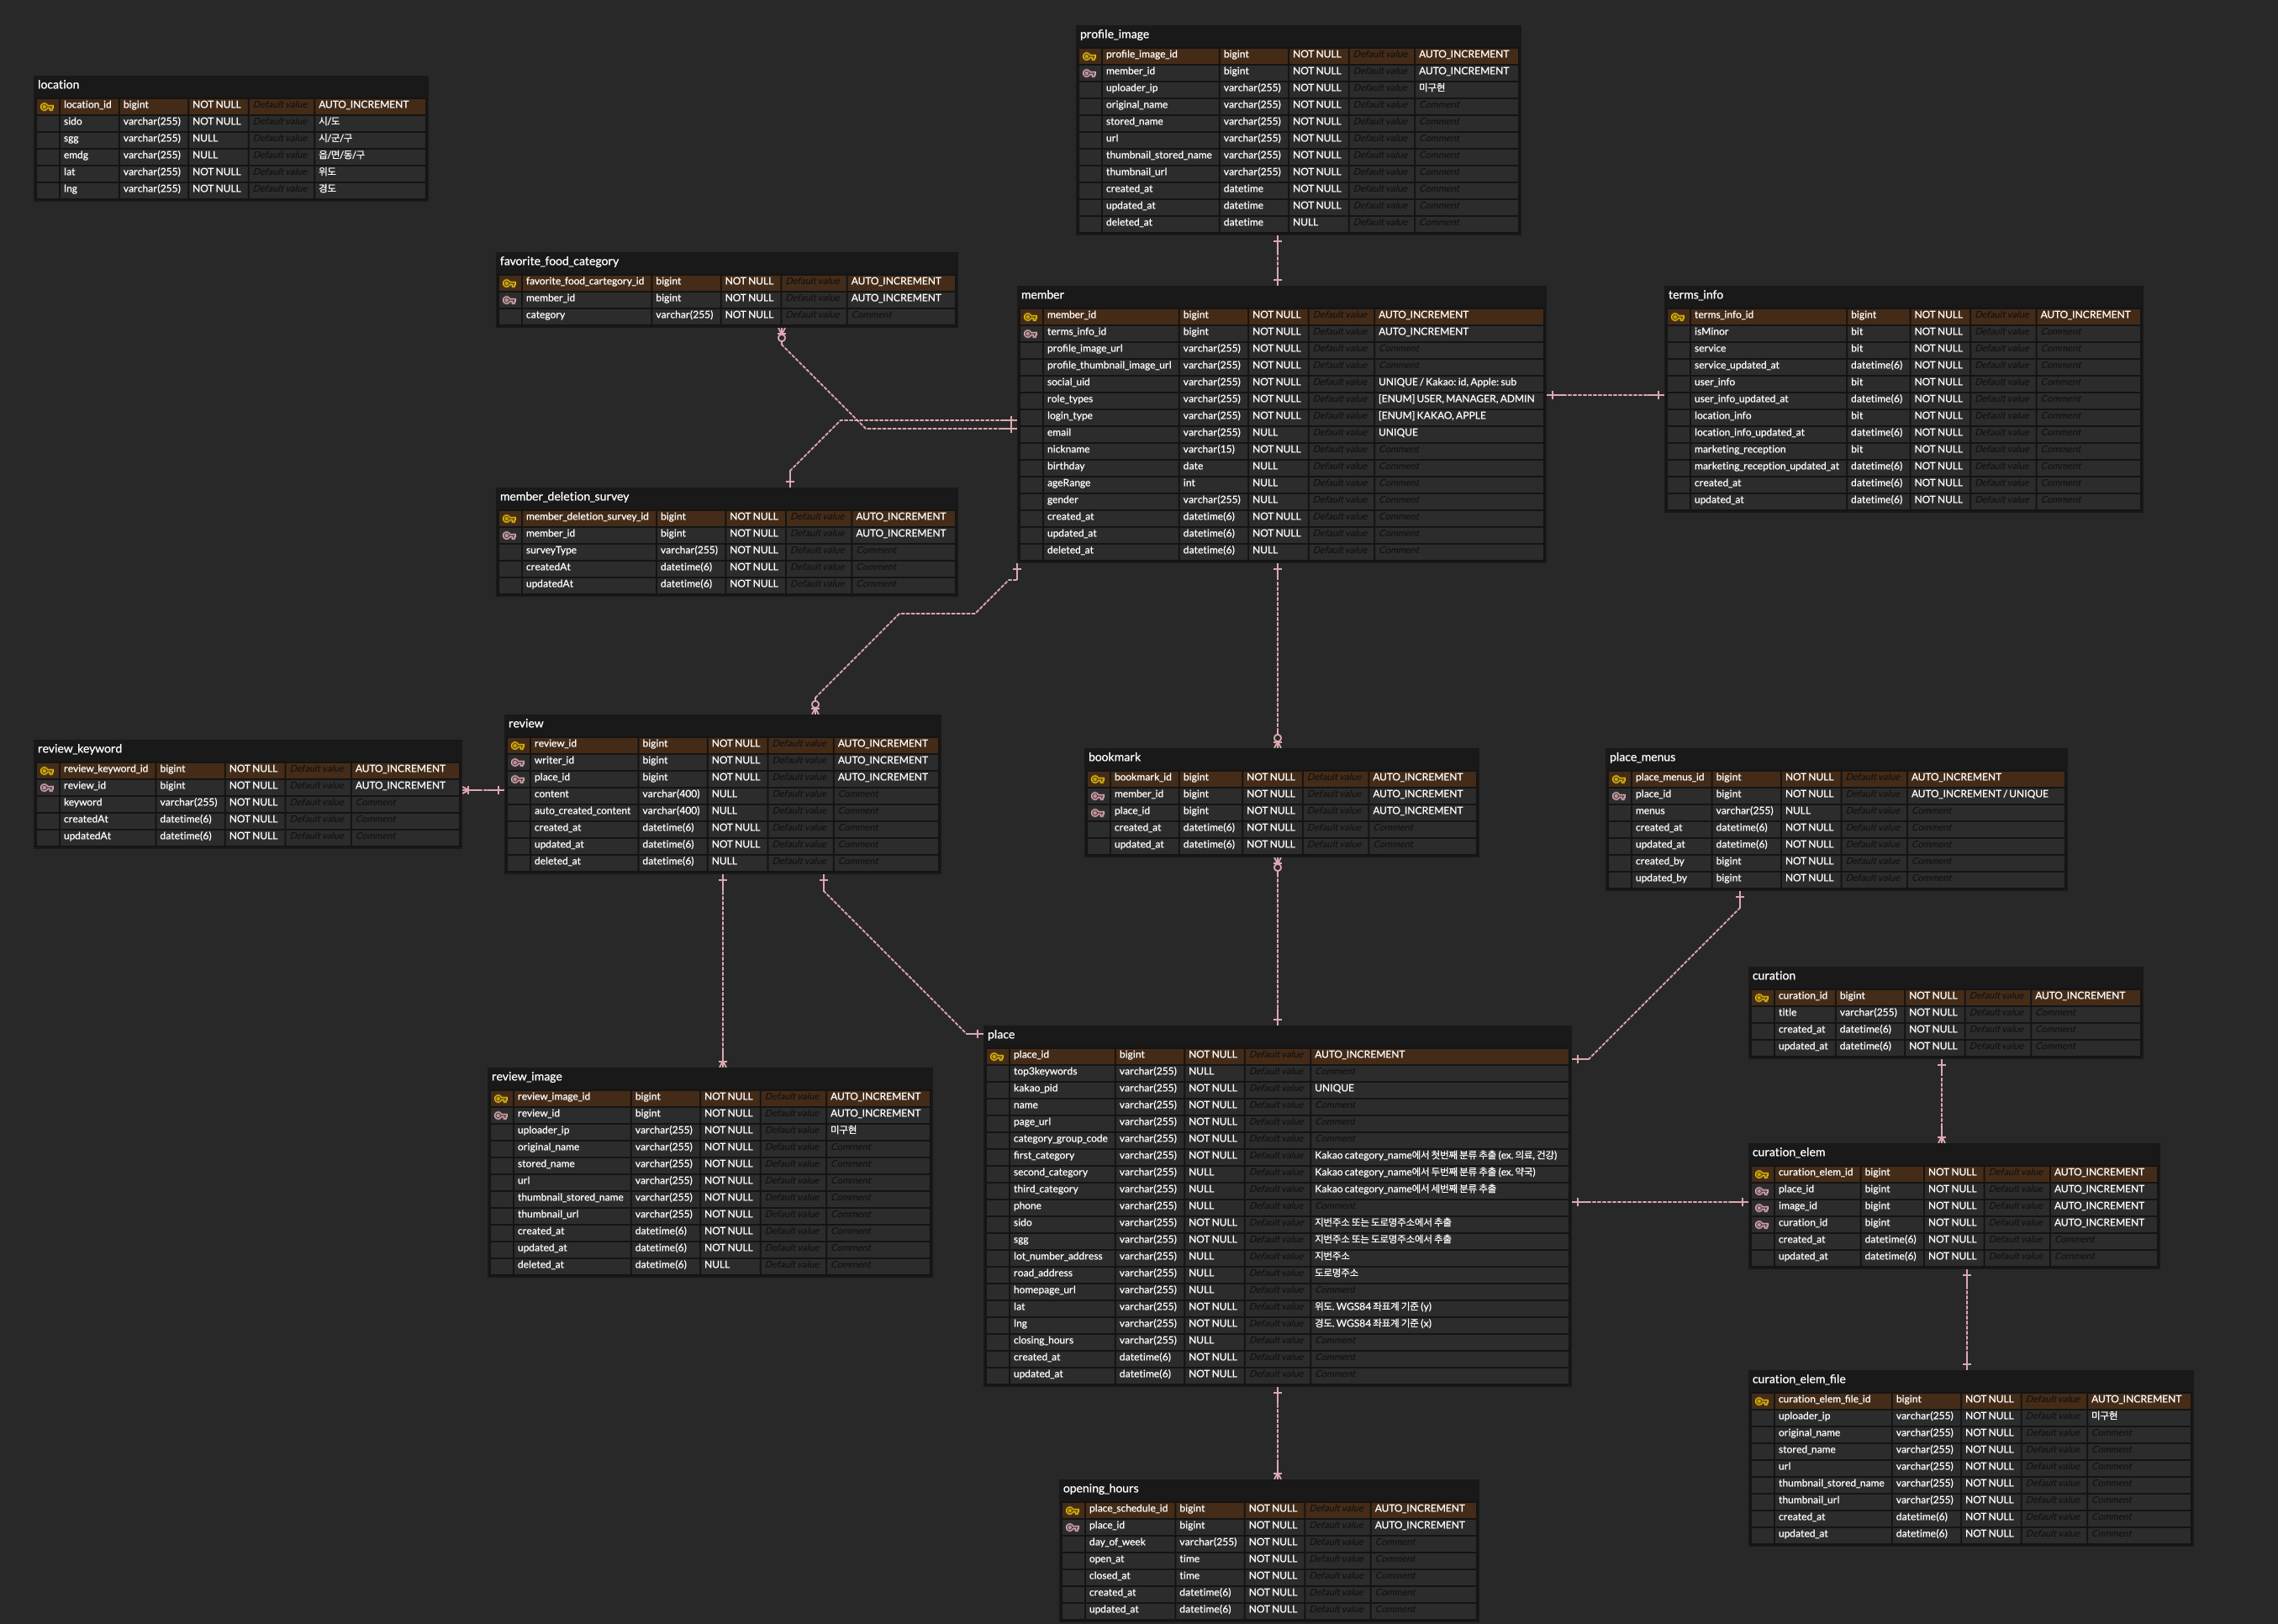 profile_image
profile_image_id bigint NOT NULL Default value AUTO_INCREMENT
member_id bigint NOT NULL Default value AUTO_INCREMENT
uploader_ip varchar(255) NOT NULL Default value 미구현
original_name varchar(255) NOT NULL Default value Comment
stored_name varchar(255) NOT NULL Default value Comment
url varchar(255) NOT NULL Default value Comment
thumbnail_stored_name varchar(255) NOT NULL Default value Comment
thumbnail_url varchar(255) NOT NULL Default value Comment
created_at datetime NOT NULL Default value Comment
updated_at datetime NOT NULL Default value Comment
deleted_at datetime NULL Default value Comment
location
location_id bigint NOT NULL Default value AUTO_INCREMENT
sido varchar(255) NOT NULL Default value 시/도
sgg varchar(255) NULL Default value 시/군/구
emdg varchar(255) NULL Default value 읍/면/동/구
lat varchar(255) NOT NULL Default value 위도
lng varchar(255) NOT NULL Default value 경도
favorite_food_category
favorite_food_cartegory_id bigint NOT NULL Default value AUTO_INCREMENT
member_id bigint NOT NULL Default value AUTO_INCREMENT
category varchar(255) NOT NULL Default value Comment
member
member_id bigint NOT NULL Default value AUTO_INCREMENT
terms_info_id bigint NOT NULL Default value AUTO_INCREMENT
profile_image_url varchar(255) NOT NULL Default value Comment
profile_thumbnail_image_url varchar(255) NOT NULL Default value Comment
social_uid varchar(255) NOT NULL Default value UNIQUE / Kakao: id, Apple: sub
role_types varchar(255) NOT NULL Default value [ENUM] USER, MANAGER, ADMIN
login_type varchar(255) NOT NULL Default value [ENUM] KAKAO, APPLE
email varchar(255) NULL Default value UNIQUE
nickname varchar(15) NOT NULL Default value Comment
birthday date NULL Default value Comment
ageRange int NULL Default value Comment
gender varchar(255) NULL Default value Comment
created_at datetime(6) NOT NULL Default value Comment
updated_at datetime(6) NOT NULL Default value Comment
deleted_at datetime(6) NULL Default value Comment
terms_info
terms_info_id bigint NOT NULL Default value AUTO_INCREMENT
isMinor bit NOT NULL Default value Comment
service bit NOT NULL Default value Comment
service_updated_at datetime(6) NOT NULL Default value Comment
user_info bit NOT NULL Default value Comment
user_info_updated_at datetime(6) NOT NULL Default value Comment
location_info bit NOT NULL Default value Comment
location_info_updated_at datetime(6) NOT NULL Default value Comment
marketing_reception bit NOT NULL Default value Comment
marketing_reception_updated_at datetime(6) NOT NULL Default value Comment
created_at datetime(6) NOT NULL Default value Comment
updated_at datetime(6) NOT NULL Default value Comment
member_deletion_survey
member_deletion_survey_id bigint NOT NULL Default value AUTO_INCREMENT
member_id bigint NOT NULL Default value AUTO_INCREMENT
surveyType varchar(255) NOT NULL Default value Comment
createdAt datetime(6) NOT NULL Default value Comment
updatedAt datetime(6) NOT NULL Default value Comment
review_keyword
review_keyword_id bigint NOT NULL Default value AUTO_INCREMENT
review_id bigint NOT NULL Default value AUTO_INCREMENT
keyword varchar(255) NOT NULL Default value Comment
createdAt datetime(6) NOT NULL Default value Comment
updatedAt datetime(6) NOT NULL Default value Comment
review
review_id bigint NOT NULL Default value AUTO_INCREMENT
writer_id bigint NOT NULL Default value AUTO_INCREMENT
place_id bigint NOT NULL Default value AUTO_INCREMENT
content varchar(400) NULL Default value Comment
auto_created_content varchar(400) NULL Default value Comment
created_at datetime(6) NOT NULL Default value Comment
updated_at datetime(6) NOT NULL Default value Comment
deleted_at datetime(6) NULL Default value Comment
bookmark
bookmark_id bigint NOT NULL Default value AUTO_INCREMENT
member_id bigint NOT NULL Default value AUTO_INCREMENT
place_id bigint NOT NULL Default value AUTO_INCREMENT
created_at datetime(6) NOT NULL Default value Comment
updated_at datetime(6) NOT NULL Default value Comment
place_menus
place_menus_id bigint NOT NULL Default value AUTO_INCREMENT
place_id bigint NOT NULL Default value AUTO_INCREMENT / UNIQUE
menus varchar(255) NULL Default value Comment
created_at datetime(6) NOT NULL Default value Comment
updated_at datetime(6) NOT NULL Default value Comment
created_by bigint NOT NULL Default value Comment
updated_by bigint NOT NULL Default value Comment
curation
curation_id bigint NOT NULL Default value AUTO_INCREMENT
title varchar(255) NOT NULL Default value Comment
created_at datetime(6) NOT NULL Default value Comment
updated_at datetime(6) NOT NULL Default value Comment
review_image
review_image_id bigint NOT NULL Default value AUTO_INCREMENT
review_id bigint NOT NULL Default value AUTO_INCREMENT
uploader_ip varchar(255) NOT NULL Default value 미구현
original_name varchar(255) NOT NULL Default value Comment
stored_name varchar(255) NOT NULL Default value Comment
url varchar(255) NOT NULL Default value Comment
thumbnail_stored_name varchar(255) NOT NULL Default value Comment
thumbnail_url varchar(255) NOT NULL Default value Comment
created_at datetime(6) NOT NULL Default value Comment
updated_at datetime(6) NOT NULL Default value Comment
deleted_at datetime(6) NULL Default value Comment
place
place_id bigint NOT NULL Default value AUTO_INCREMENT
top3keywords varchar(255) NULL Default value Comment
kakao_pid varchar(255) NOT NULL Default value UNIQUE
name varchar(255) NOT NULL Default value Comment
page_url varchar(255) NOT NULL Default value Comment
category_group_code varchar(255) NOT NULL Default value Comment
first_category varchar(255) NOT NULL Default value Kakao category_name에서 첫번째 분류 추출 (ex. 의료, 건강)
second_category varchar(255) NULL Default value Kakao category_name에서 두번째 분류 추출 (ex. 약국)
third_category varchar(255) NULL Default value Kakao category_name에서 세번째 분류 추출
phone varchar(255) NULL Default value Comment
sido varchar(255) NOT NULL Default value 지번주소 또는 도로명주소에서 추출
sgg varchar(255) NOT NULL Default value 지번주소 또는 도로명주소에서 추출
lot_number_address varchar(255) NULL Default value 지번주소
road_address varchar(255) NULL Default value 도로명주소
homepage_url varchar(255) NULL Default value Comment
lat varchar(255) NOT NULL Default value 위도. WGS84 좌표계 기준 (y)
lng varchar(255) NOT NULL Default value 경도. WGS84 좌표계 기준 (x)
closing_hours varchar(255) NULL Default value Comment
created_at datetime(6) NOT NULL Default value Comment
updated_at datetime(6) NOT NULL Default value Comment
curation_elem
curation_elem_id bigint NOT NULL Default value AUTO_INCREMENT
place_id bigint NOT NULL Default value AUTO_INCREMENT
image_id bigint NOT NULL Default value AUTO_INCREMENT
curation_id bigint NOT NULL Default value AUTO_INCREMENT
created_at datetime(6) NOT NULL Default value Comment
updated_at datetime(6) NOT NULL Default value Comment
curation_elem_file
curation_elem_file_id bigint NOT NULL Default value AUTO_INCREMENT
uploader_ip varchar(255) NOT NULL Default value 미구현
original_name varchar(255) NOT NULL Default value Comment
stored_name varchar(255) NOT NULL Default value Comment
url varchar(255) NOT NULL Default value Comment
thumbnail_stored_name varchar(255) NOT NULL Default value Comment
thumbnail_url varchar(255) NOT NULL Default value Comment
created_at datetime(6) NOT NULL Default value Comment
updated_at datetime(6) NOT NULL Default value Comment
opening_hours
place_schedule_id bigint NOT NULL Default value AUTO_INCREMENT
place_id bigint NOT NULL Default value AUTO_INCREMENT
day_of_week varchar(255) NOT NULL Default value Comment
open_at time NOT NULL Default value Comment
closed_at time NOT NULL Default value Comment
created_at datetime(6) NOT NULL Default value Comment
updated_at datetime(6) NOT NULL Default value Comment